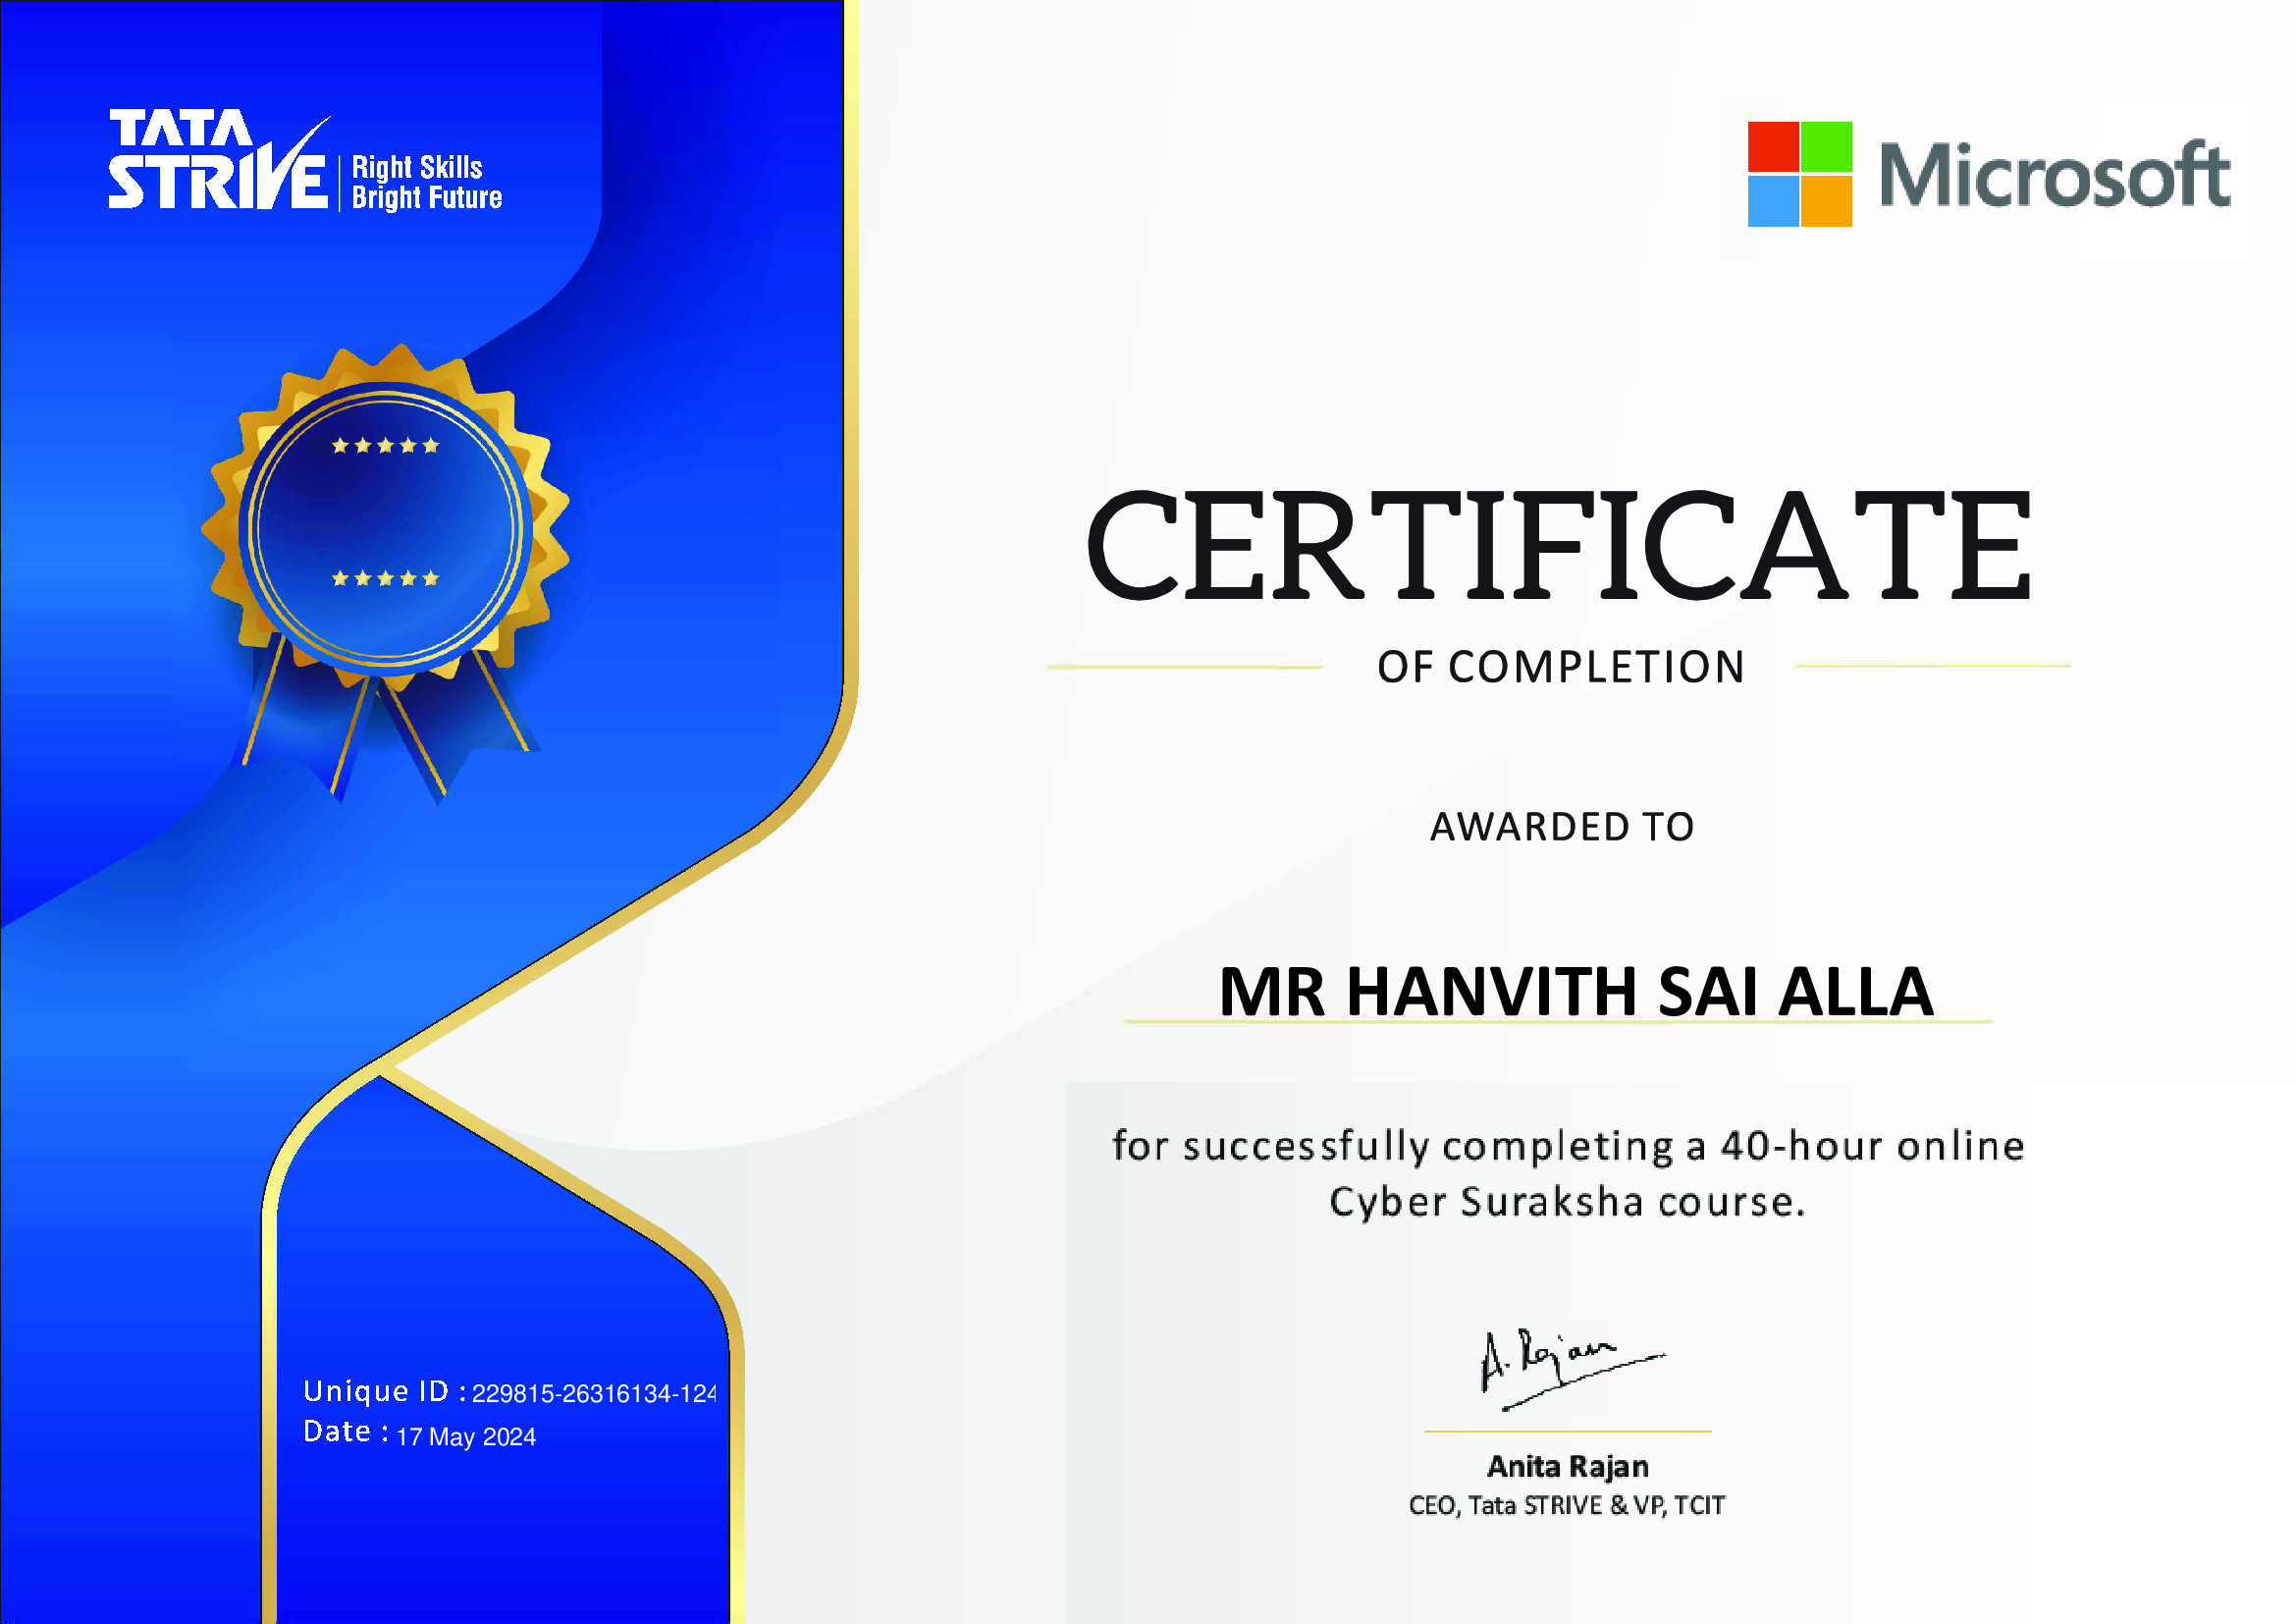 TATA
STRIVE
Right Skills
Bright Future
Microsoft
CERTIFICATE
OF COMPLETION
AWARDED TO
MR HANVITH SAI ALLA
for successfully completing a 40-hour online
Cyber Suraksha course.
A. Rajan
Anita Rajan
CEO, Tata STRIVE & VP, TCIT
Unique ID : 229815-26316134-124
Date : 17 May 2024